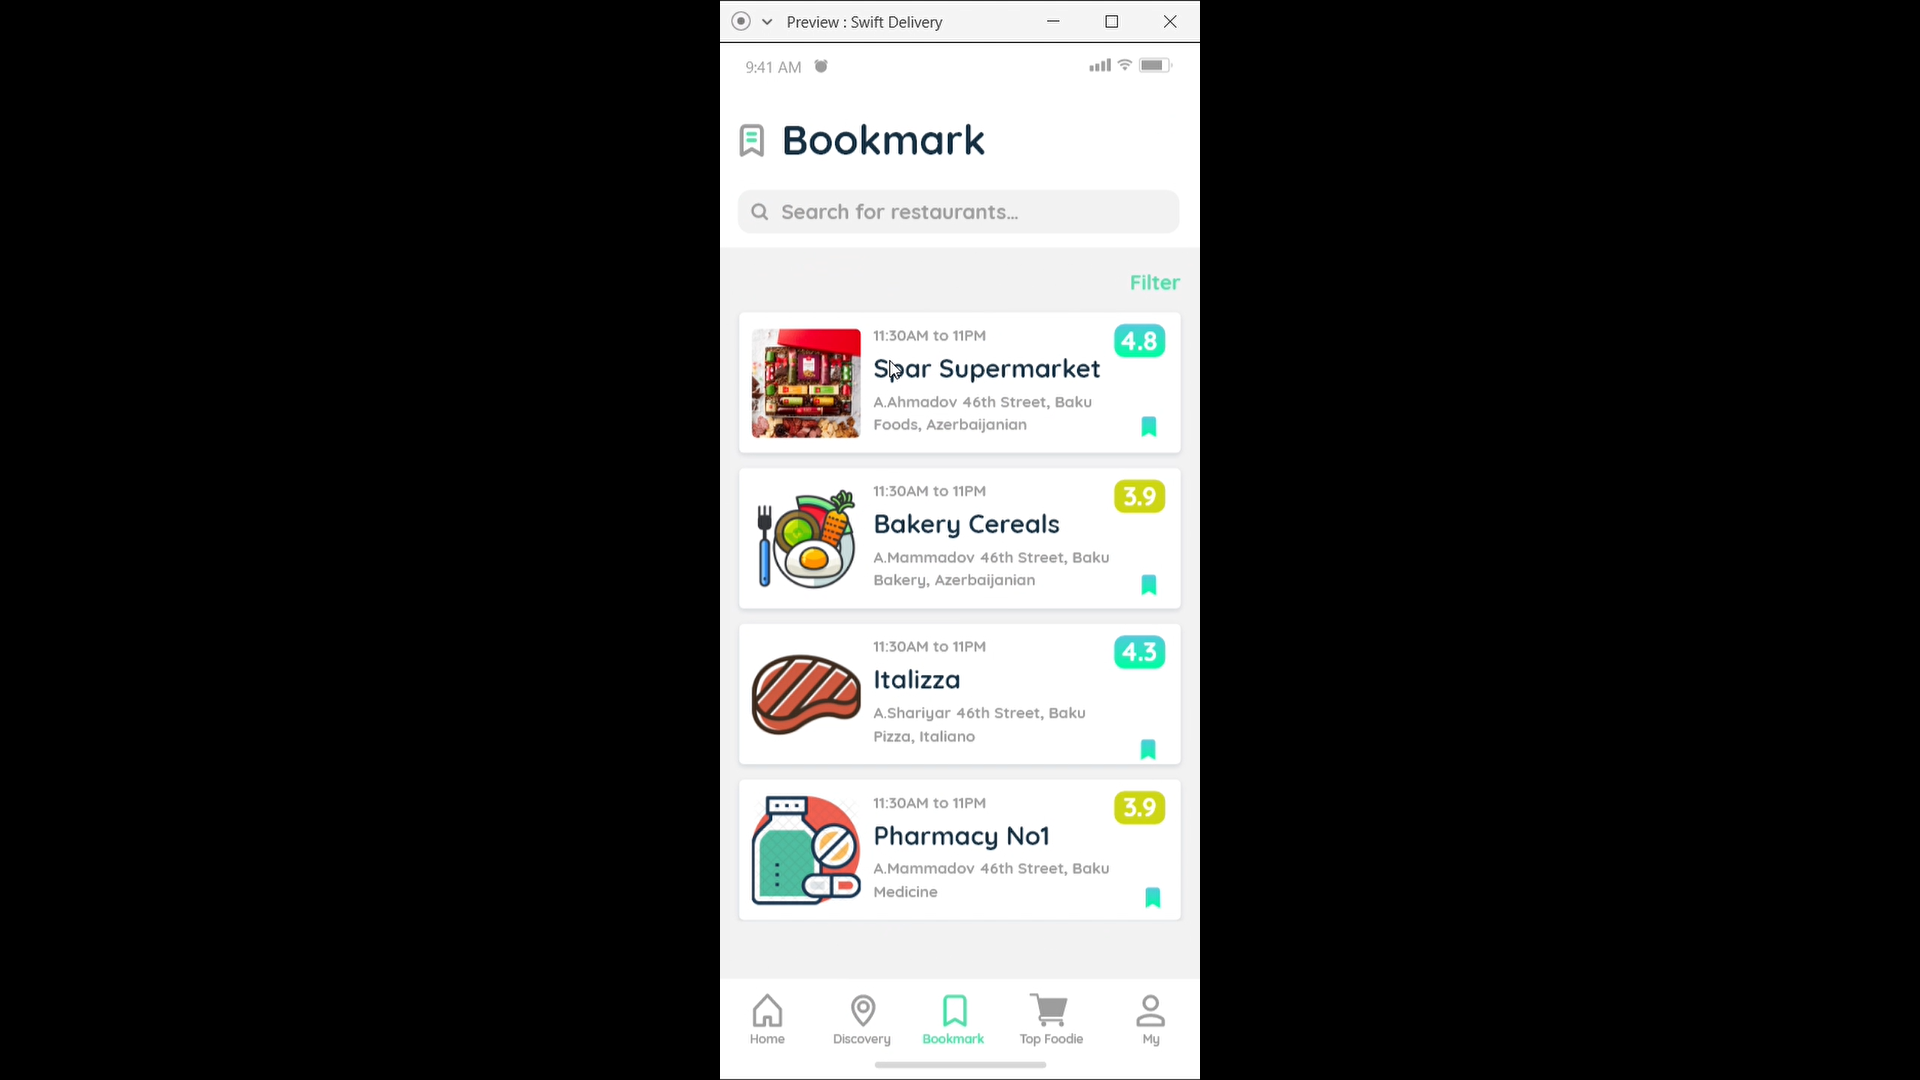 Preview : Swift Delivery
9:41 AM
Bookmark
Search for restaurants...
Filter
11:30AM to 11PM
4.8
Spar Supermarket
A.Ahmadov 46th Street, Baku
Foods, Azerbaijanian
11:30AM to 11PM
3.9
Bakery Cereals
A.Mammadov 46th Street, Baku
Bakery, Azerbaijanian
11:30AM to 11PM
4.3
Italizza
A.Shariyar 46th Street, Baku
Pizza, Italiano
11:30AM to 11PM
3.9
Pharmacy No1
A.Mammadov 46th Street, Baku
Medicine
Home
Discovery
Bookmark
Top Foodie
My